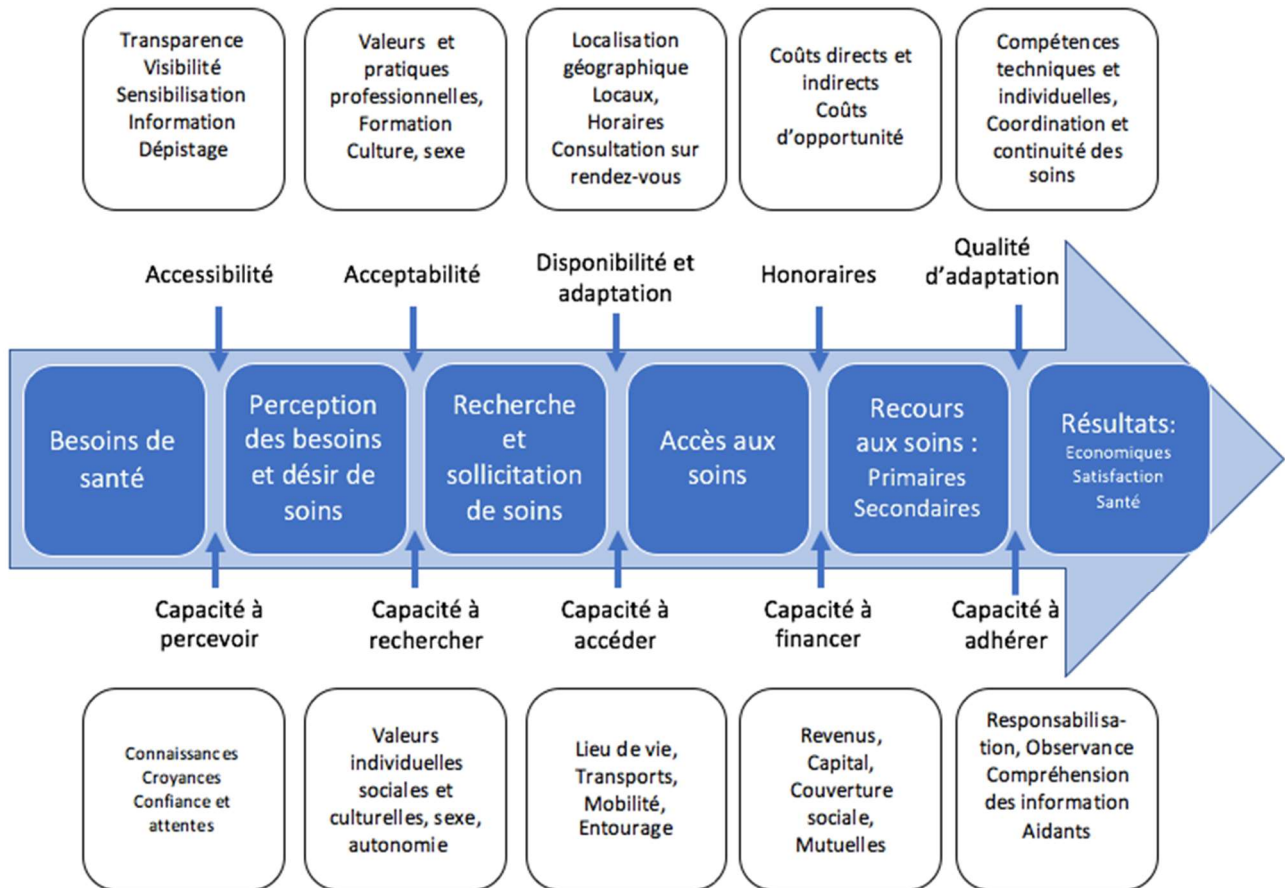 Transparence
Visibilité
Sensibilisation
Information
Dépistage
Valeurs et
pratiques
professionnelles,
Formation
Culture, sexe
Localisation
géographique
Locaux,
Horaires
Consultation sur
rendez-vous
Coûts directs et
indirects
Coûts
d’opportunité
Compétences
techniques et
individuelles,
Coordination et
continuité des
soins
Accessibilité
Acceptabilité
Disponibilité et
adaptation
Honoraires
Qualité
d’adaptation
Besoins de
santé
Perception
des besoins
et désir de
soins
Recherche
et
sollicitation
de soins
Accès aux
soins
Recours
aux soins :
Primaires
Secondaires
Résultats:
Economiques
Satisfaction
Santé
Capacité à
percevoir
Capacité à
rechercher
Capacité à
accéder
Capacité à
financer
Capacité à
adhérer
Connaissances
Croyances
Confiance et
attentes
Valeurs
individuelles
sociales et
culturelles, sexe,
autonomie
Lieu de vie,
Transports,
Mobilité,
Entourage
Revenus,
Capital,
Couverture
sociale,
Mutuelles
Responsabilisa-
tion, Observance
Compréhension
des information
Aidants